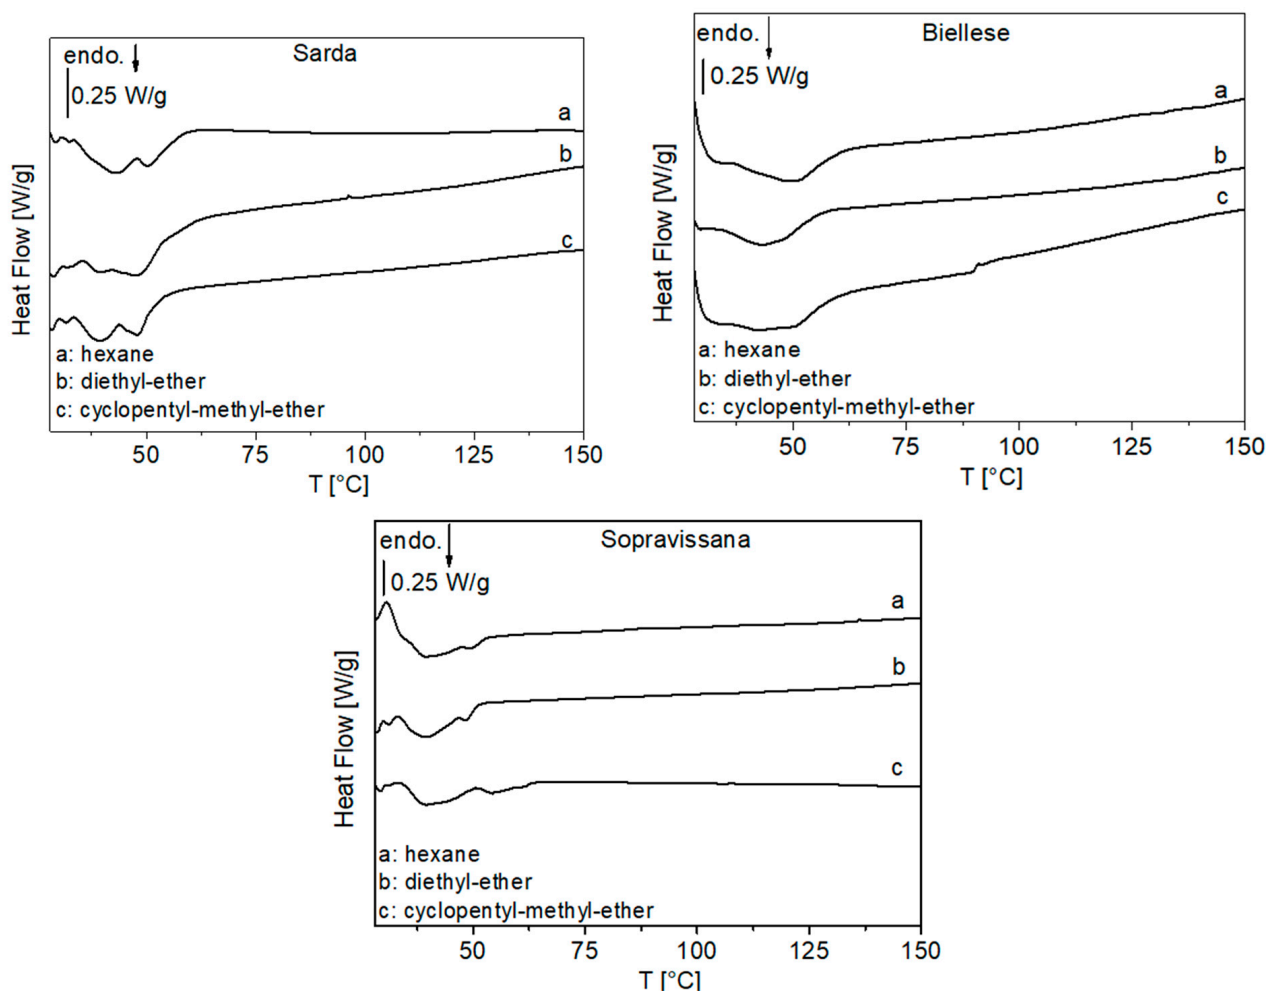 endo.
Sarda
0.25 W/g
a
b
c
Heat Flow [W/g]
a: hexane
b: diethyl-ether
c: cyclopentyl-methyl-ether
50 75 100 125 150
T [°C]
endo.
Biellese
0.25 W/g
a
b
c
Heat Flow [W/g]
a: hexane
b: diethyl-ether
c: cyclopentyl-methyl-ether
50 75 100 125 150
T [°C]
endo.
Sopravissana
0.25 W/g
a
b
c
Heat Flow [W/g]
a: hexane
b: diethyl-ether
c: cyclopentyl-methyl-ether
50 75 100 125 150
T [°C]